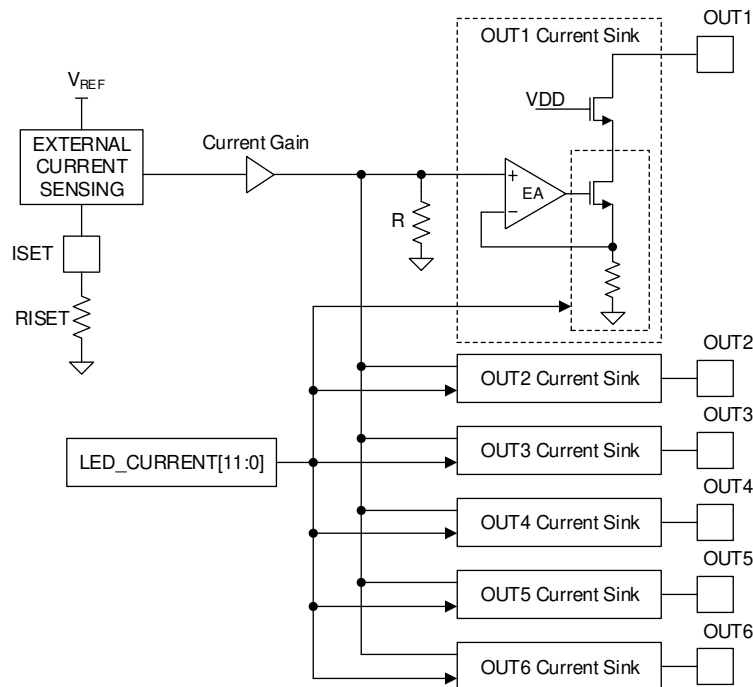 OUT1
OUT1 Current Sink
VREF
VDD
EXTERNAL
CURRENT
SENSING
Current Gain
+
EA
−
R
ISET
RISET
OUT2
OUT2 Current Sink
OUT3
OUT3 Current Sink
LED_CURRENT[11:0]
OUT4
OUT4 Current Sink
OUT5
OUT5 Current Sink
OUT6
OUT6 Current Sink